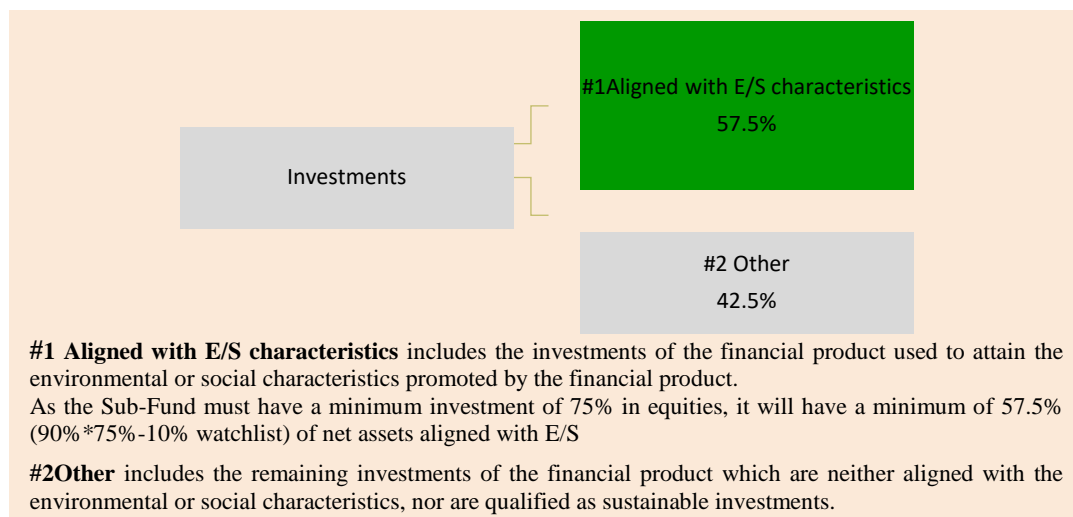 #1Aligned with E/S characteristics
57.5%
Investments
#2 Other
42.5%
#1 Aligned with E/S characteristics includes the investments of the financial product used to attain the
environmental or social characteristics promoted by the financial product.
As the Sub-Fund must have a minimum investment of 75% in equities, it will have a minimum of 57.5%
(90%*75%-10% watchlist) of net assets aligned with E/S
#2Other includes the remaining investments of the financial product which are neither aligned with the
environmental or social characteristics, nor are qualified as sustainable investments.